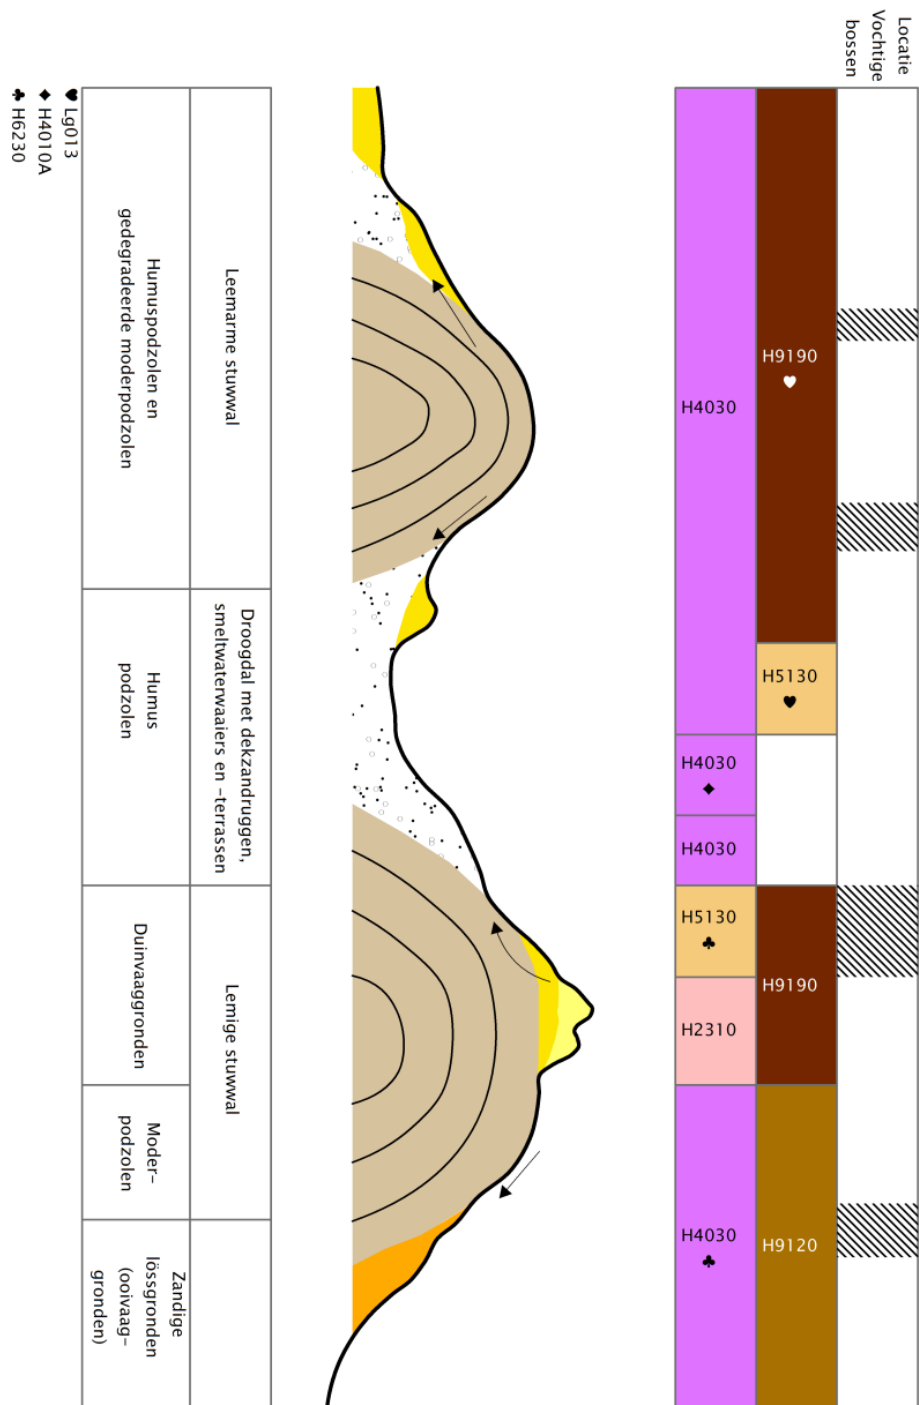 Locatie
Vochtige
bossen
H9190 ♥
H5130 ♥
H9190
H9120
H4030
H4030 ♦
H4030
H5130 ♣
H2310
H4030 ♣
Leemarme stuwwal
Droogdal met dekzandruggen,
smeltwaterwaaiers en –terrassen
Lemige stuwwal
Humuspodzolen en
gedegradeerde moderpodzolen
Humus
podzolen
Duinvaaggronden
Moder–
podzolen
Zandige
lössgronden
(ooivaag–
gronden)
♥ Lg013
♦ H4010A
♣ H6230